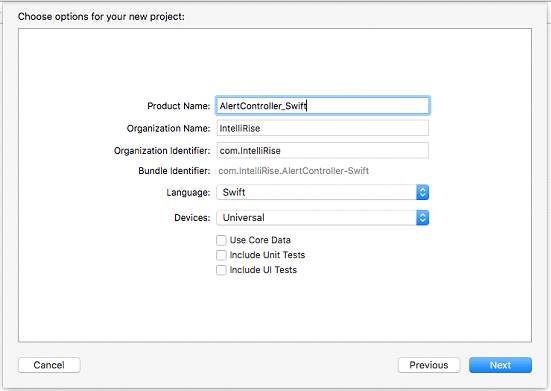 Choose options for your new project:
Product Name: AlertController_Swift
Organization Name: IntelliRise
Organization Identifier: com.IntelliRise
Bundle Identifier: com.IntelliRise.AlertController-Swift
Language: Swift
Devices: Universal
Use Core Data
Include Unit Tests
Include UI Tests
Cancel Previous Next